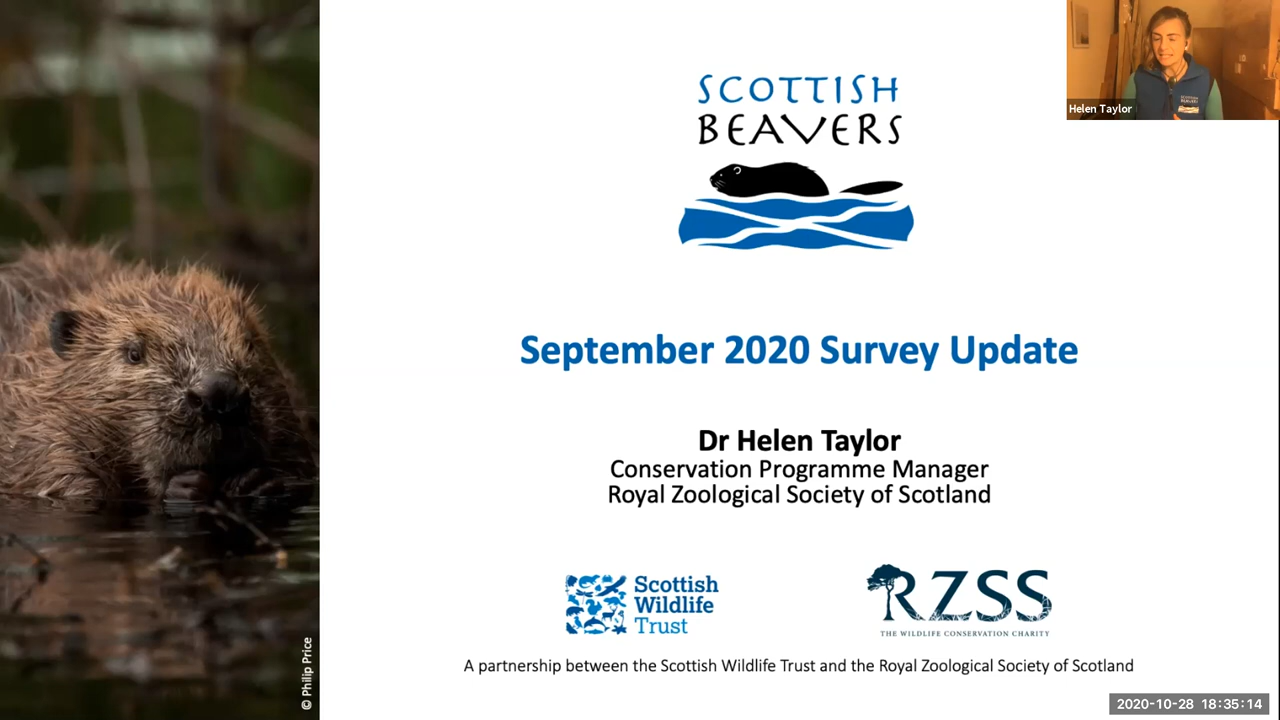 SCOTTISH
BEAVERS
Helen Taylor
SCOTTISH
BEAVERS
September 2020 Survey Update
Dr Helen Taylor
Conservation Programme Manager
Royal Zoological Society of Scotland
Scottish
Wildlife
Trust
RZSS
THE WILDLIFE CONSERVATION CHARITY
A partnership between the Scottish Wildlife Trust and the Royal Zoological Society of Scotland
© Philip Price
2020-10-28 18:35:14